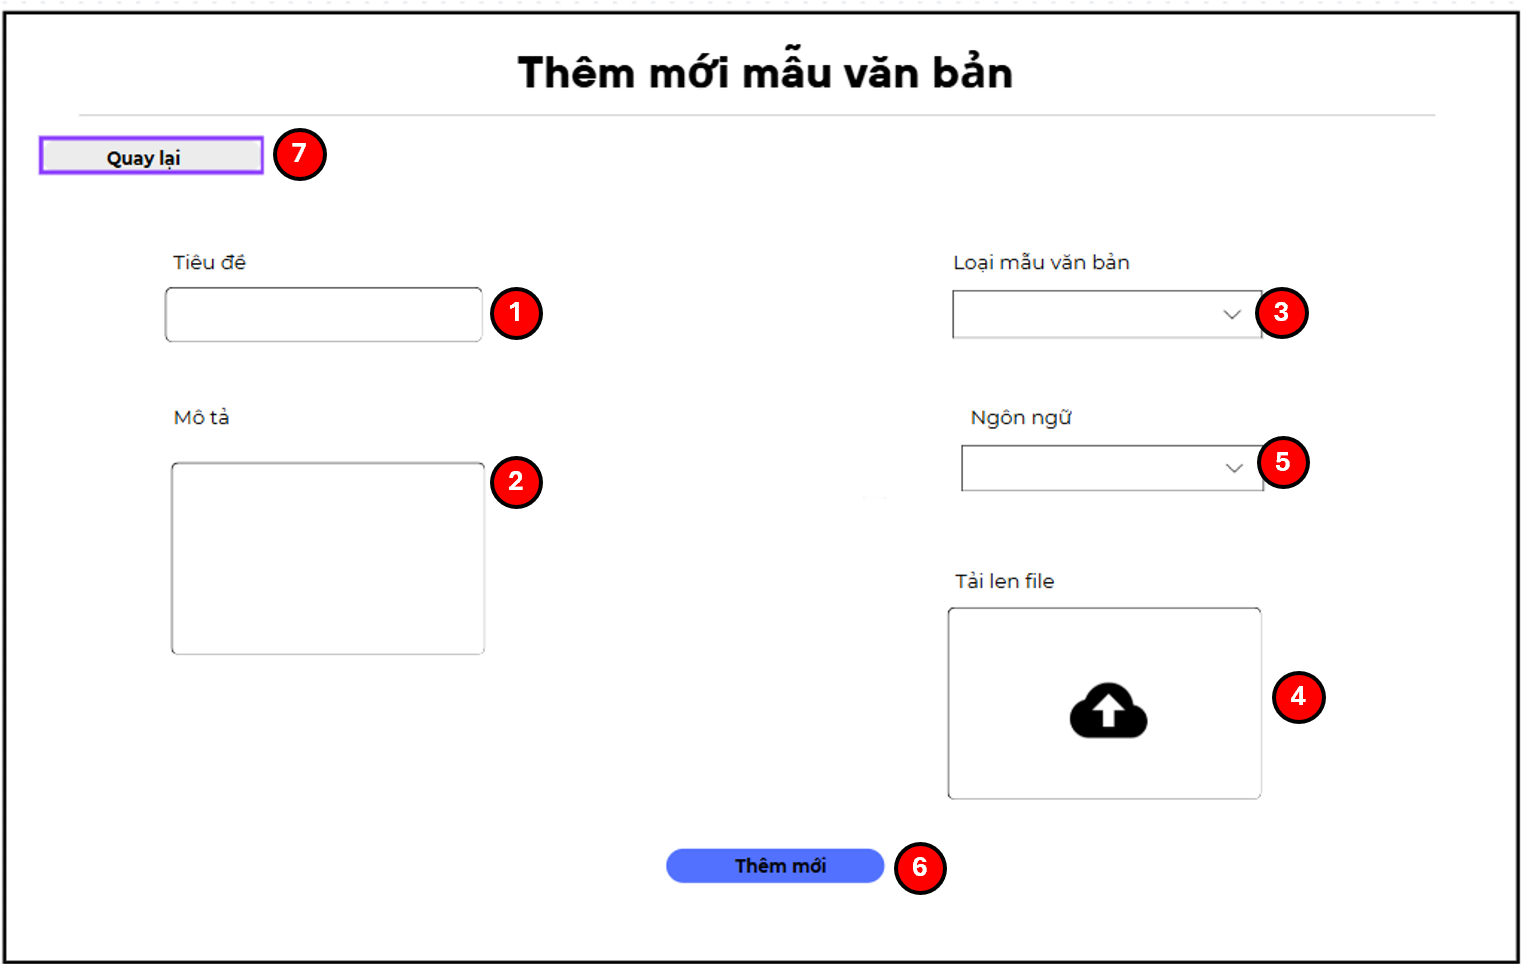 Thêm mới mẫu văn bản
Quay lại
7
Tiêu đề
Loại mẫu văn bản
1
3
Mô tả
Ngôn ngữ
2
5
Tải len file
4
Thêm mới
6